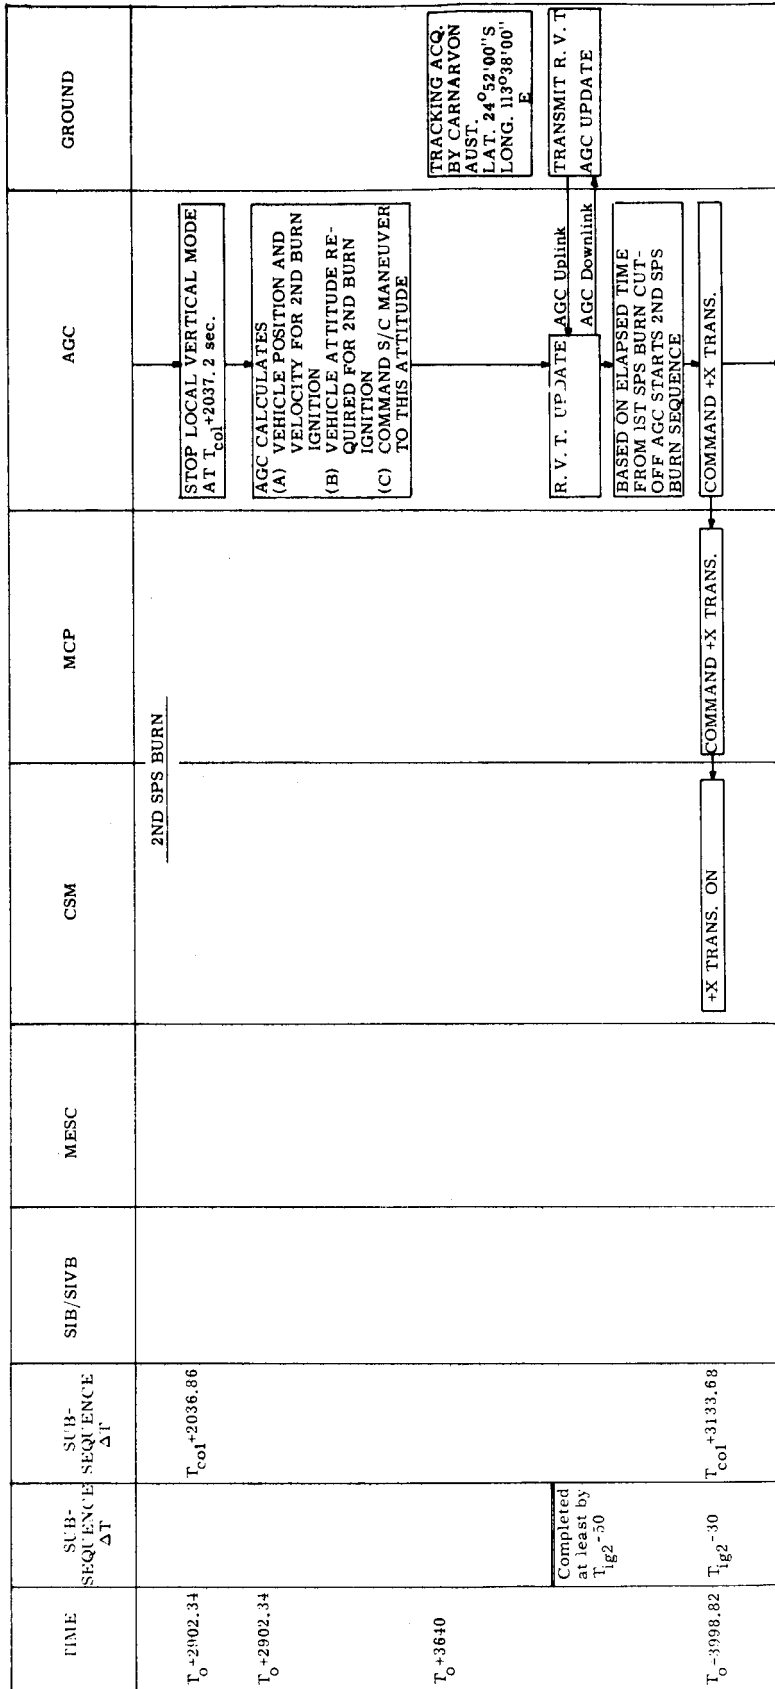 TIME
SUB-
SEQUENCE
ΔT
SUB-
SEQUENCE
ΔT
SIB/SIVB
MESC
CSM
MCP
AGC
GROUND
2ND SPS BURN
To+2902.34
Tco1+2036.86
STOP LOCAL VERTICAL MODE
AT Tco1+2037.2 sec.
To+2902.34
AGC CALCULATES
(A) VEHICLE POSITION AND
VELOCITY FOR 2ND BURN
IGNITION
(B) VEHICLE ATTITUDE RE-
QUIRED FOR 2ND BURN
IGNITION
(C) COMMAND S/C MANEUVER
TO THIS ATTITUDE
To+3640
TRACKING ACQ.
BY CARNARVON
AUST.
LAT. 24°52'00"S
LONG. 113°38'00"
E
Completed
at least by
Tig2-50
R.V.T. UPDATE
AGC Uplink
AGC Downlink
TRANSMIT R.V.T
AGC UPDATE
BASED ON ELAPSED TIME
FROM 1ST SPS BURN CUT-
OFF AGC STARTS 2ND SPS
BURN SEQUENCE
To-3998.82
Tig2-30
Tco1+3133.68
+X TRANS. ON
COMMAND +X TRANS.
COMMAND +X TRANS.